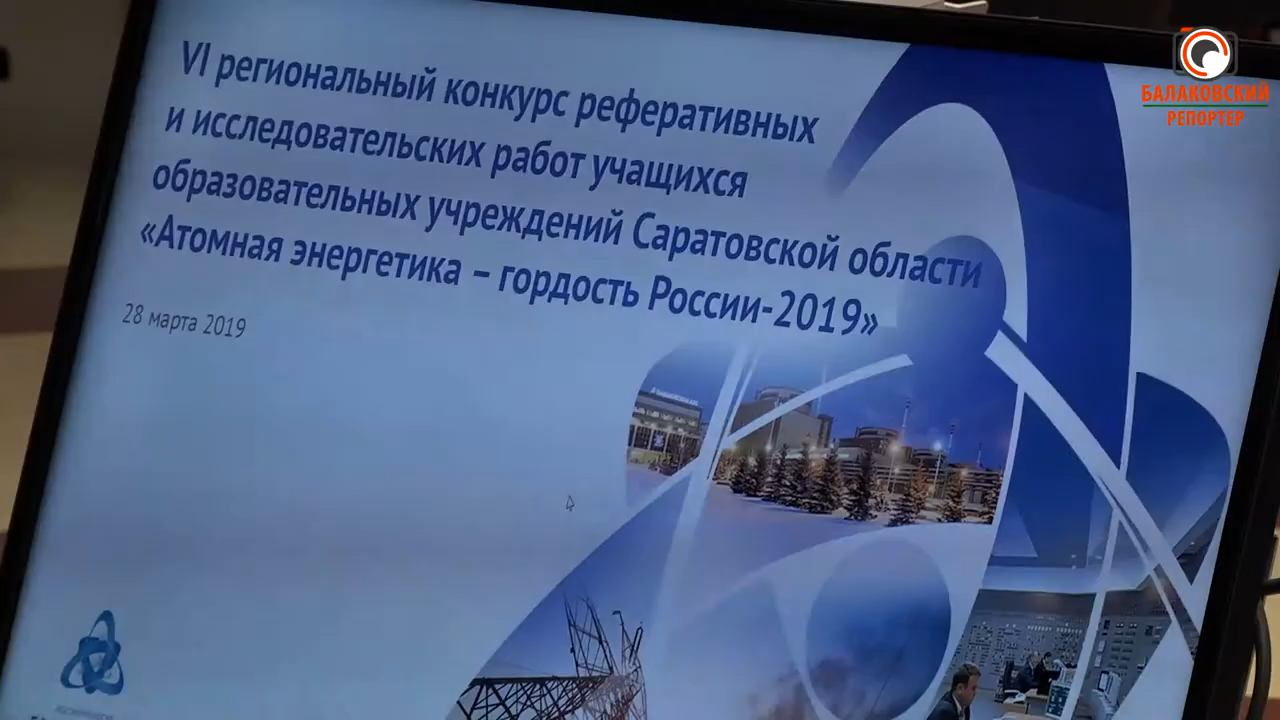 VI региональный конкурс реферативных
и исследовательских работ учащихся
образовательных учреждений Саратовской области
«Атомная энергетика – гордость России-2019»
28 марта 2019
БАЛАКОВСКИЙ
РЕПОРТЕР